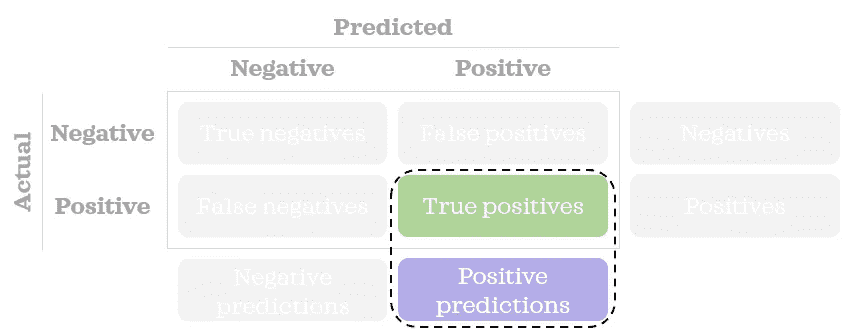 Predicted
Negative Positive
Actual
Negative True negatives False positives Negatives
Positive False negatives True positives Positives
Negative Positive
predictions predictions